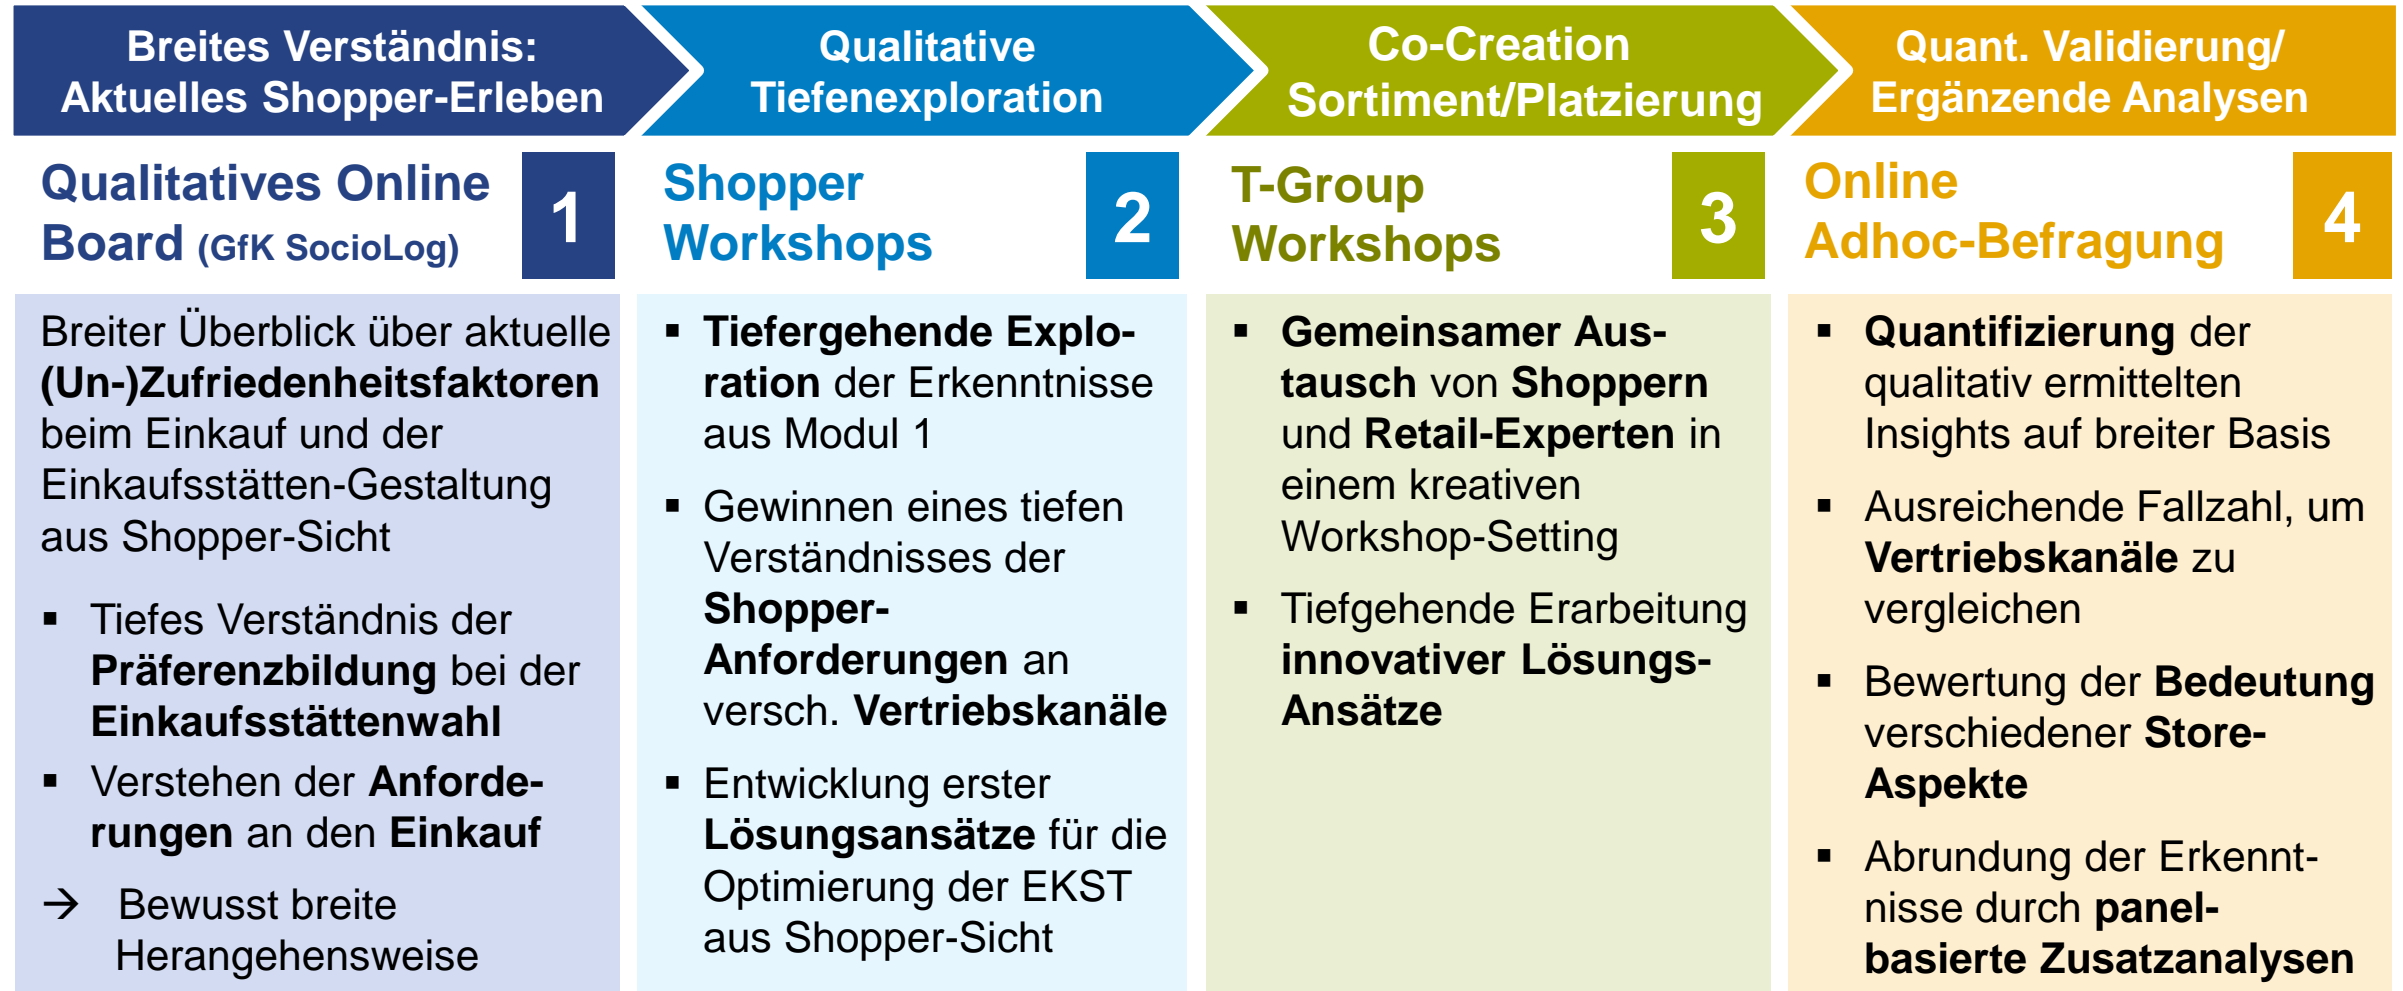 Breites Verständnis:
Aktuelles Shopper-Erleben
Qualitative
Tiefenexploration
Co-Creation
Sortiment/Platzierung
Quant. Validierung/
Ergänzende Analysen
Qualitatives Online
Board (GfK SocioLog)
1
Breiter Überblick über aktuelle
(Un-)Zufriedenheitsfaktoren
beim Einkauf und der
Einkaufsstätten-Gestaltung
aus Shopper-Sicht
▪ Tiefes Verständnis der
Präferenzbildung bei der
Einkaufsstättenwahl
▪ Verstehen der Anforde-
rungen an den Einkauf
→ Bewusst breite
Herangehensweise
Shopper
Workshops
2
▪ Tiefergehende Explo-
ration der Erkenntnisse
aus Modul 1
▪ Gewinnen eines tiefen
Verständnisses der
Shopper-
Anforderungen an
versch. Vertriebskanäle
▪ Entwicklung erster
Lösungsansätze für die
Optimierung der EKST
aus Shopper-Sicht
T-Group
Workshops
3
▪ Gemeinsamer Aus-
tausch von Shoppern
und Retail-Experten in
einem kreativen
Workshop-Setting
▪ Tiefgehende Erarbeitung
innovativer Lösungs-
Ansätze
Online
Adhoc-Befragung
4
▪ Quantifizierung der
qualitativ ermittelten
Insights auf breiter Basis
▪ Ausreichende Fallzahl, um
Vertriebskanäle zu
vergleichen
▪ Bewertung der Bedeutung
verschiedener Store-
Aspekte
▪ Abrundung der Erkennt-
nisse durch panel-
basierte Zusatzanalysen